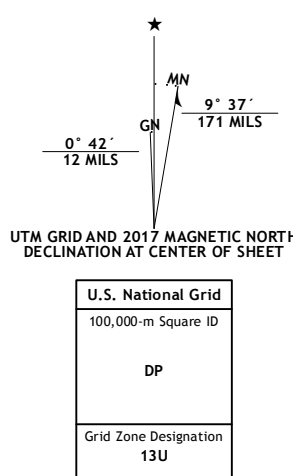 ★
MN
9° 37´
171 MILS
GN
0° 42´
12 MILS
UTM GRID AND 2017 MAGNETIC NORTH
DECLINATION AT CENTER OF SHEET
U.S. National Grid
100,000-m Square ID
DP
Grid Zone Designation
13U